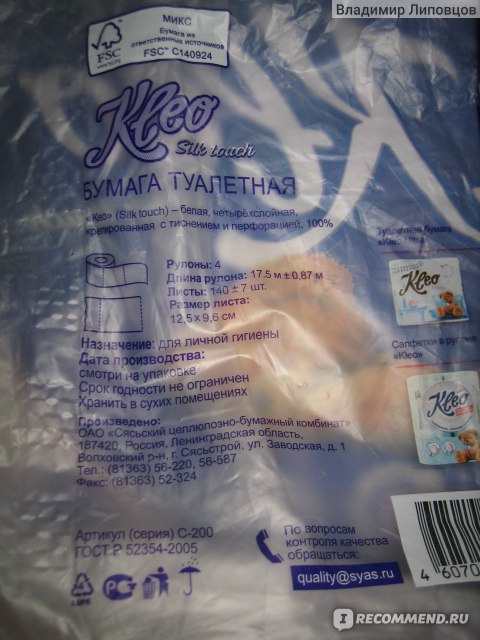 Владимир Липовцов
МИКС
Бумага из
ответственных источников
FSC™ C140924
FSC
Kleo
Silk touch
БУМАГА ТУАЛЕТНАЯ
«Kleo» (Silk touch) – белая, четырёхслойная,
крепированная с тиснением и перфорацией, 100%
Туалетная бумага
Kleo
Рулоны: 4
Длина рулона: 17,5 м ± 0,87 м
Листы: 140 ± 7 шт.
Размер листа:
12,5 х 9,6 см
Салфетки в рулоне
«Kleo»
Kleo
Назначение: для личной гигиены
Дата производства:
смотри на упаковке
Срок годности не ограничен
Хранить в сухих помещениях
Произведено:
ОАО «Сясьский целлюлозно-бумажный комбинат»
187420, Россия, Ленинградская область,
Волховский р-н, г. Сясьстрой, ул. Заводская, д. 1
Тел.: (81363) 56-220, 56-587
Факс: (81363) 52-324
Артикул (серия) С-200
ГОСТ Р 52354-2005
По вопросам
контроля качества
обращаться:
quality@syas.ru
4 6070
I RECOMMEND.RU